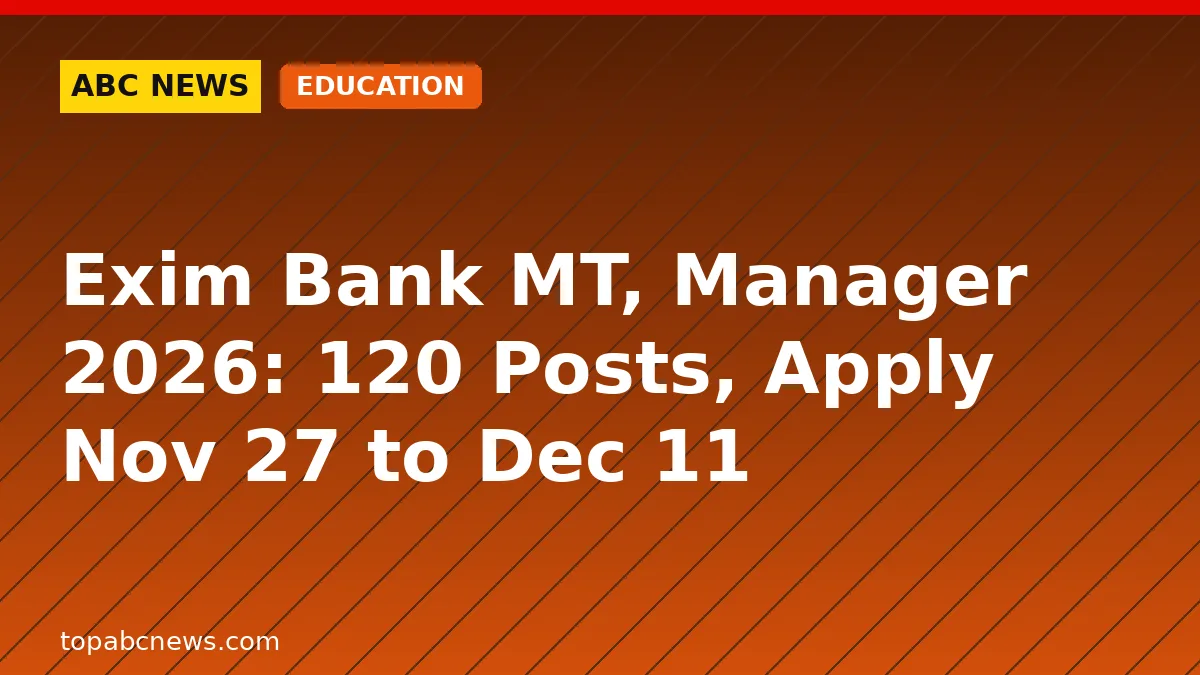 ABC NEWS
EDUCATION
Exim Bank MT, Manager
2026: 120 Posts, Apply
Nov 27 to Dec 11
topabcnews.com